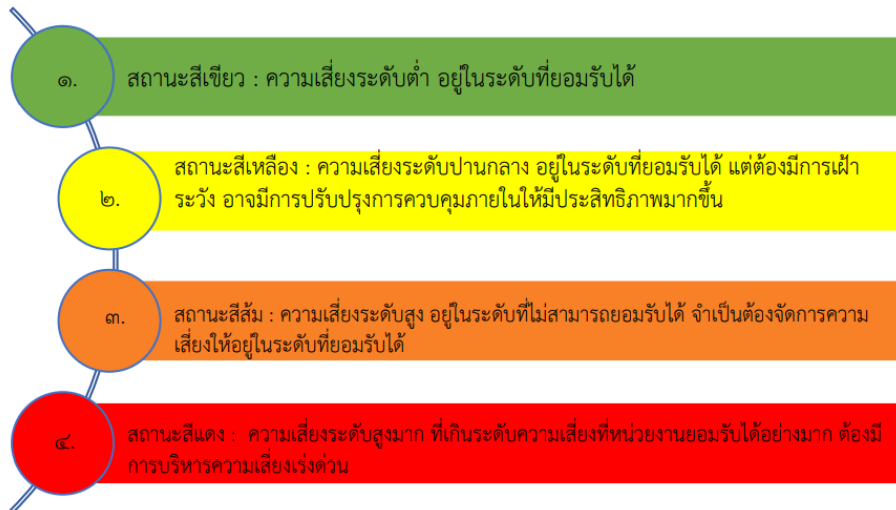 ๑.
สถานะสีเขียว : ความเสี่ยงระดับต่ำ อยู่ในระดับที่ยอมรับได้
๒.
สถานะสีเหลือง : ความเสี่ยงระดับปานกลาง อยู่ในระดับที่ยอมรับได้ แต่ต้องมีการเฝ้า
ระวัง อาจมีการปรับปรุงการควบคุมภายในให้มีประสิทธิภาพมากขึ้น
๓.
สถานะสีส้ม : ความเสี่ยงระดับสูง อยู่ในระดับที่ไม่สามารถยอมรับได้ จำเป็นต้องจัดการความ
เสี่ยงให้อยู่ในระดับที่ยอมรับได้
๔.
สถานะสีแดง : ความเสี่ยงระดับสูงมาก ที่เกินระดับความเสี่ยงที่หน่วยงานยอมรับได้อย่างมาก ต้องมี
การบริหารความเสี่ยงเร่งด่วน